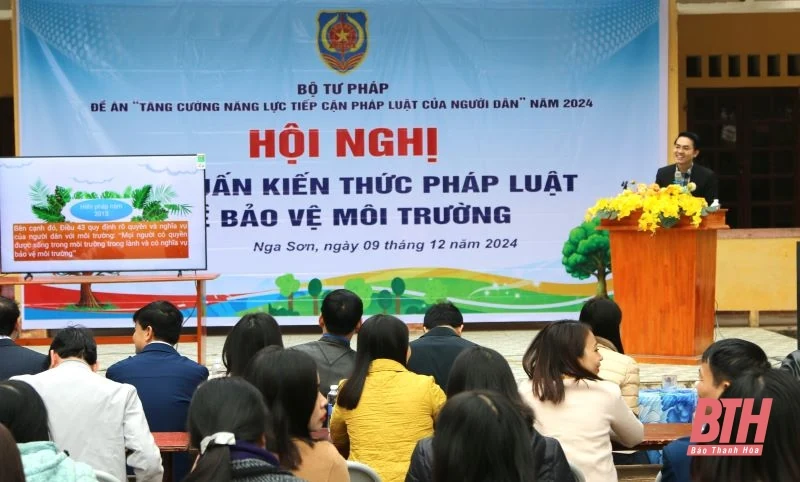 BỘ TƯ PHÁP
ĐỀ ÁN "TĂNG CƯỜNG NĂNG LỰC TIẾP CẬN PHÁP LUẬT CỦA NGƯỜI DÂN" NĂM 2024
HỘI NGHỊ
KIẾN THỨC PHÁP LUẬT
BẢO VỆ MÔI TRƯỜNG
Nga Sơn, ngày 09 tháng 12 năm 2024
Hiến pháp năm
2013
Bên cạnh đó, Điều 43 quy định rõ quyền và nghĩa vụ
của người dân với môi trường: "Mọi người có quyền
được sống trong môi trường trong lành và có nghĩa vụ
bảo vệ môi trường"
BTH
Báo Thanh Hóa